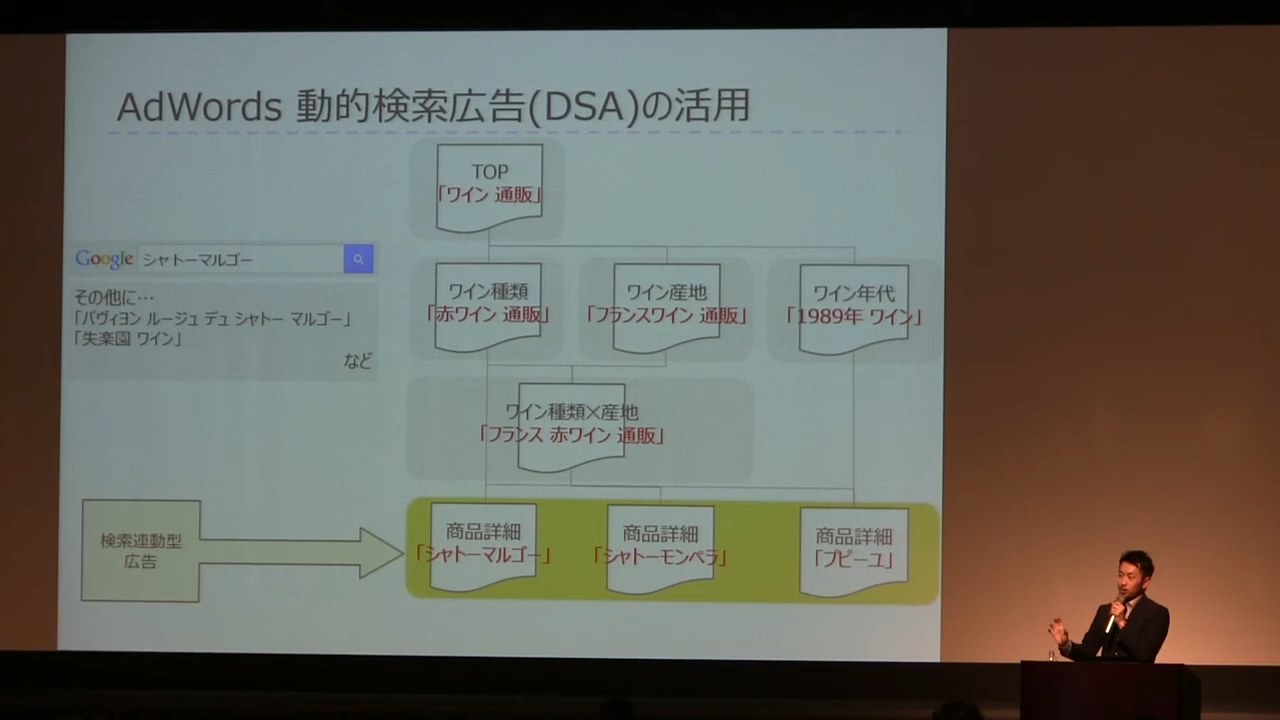 AdWords 動的検索広告(DSA)の活用
TOP
「ワイン 通販」
Google シャトーマルゴー
その他に…
「パヴィヨン ルージュ デュ シャトー マルゴー」
「失楽園 ワイン」
など
ワイン種類
「赤ワイン 通販」
ワイン産地
「フランスワイン 通販」
ワイン年代
「1989年 ワイン」
ワイン種類×産地
「フランス 赤ワイン 通販」
検索連動型
広告
商品詳細
「シャトーマルゴー」
商品詳細
「シャトーモンペラ」
商品詳細
「プピーユ」